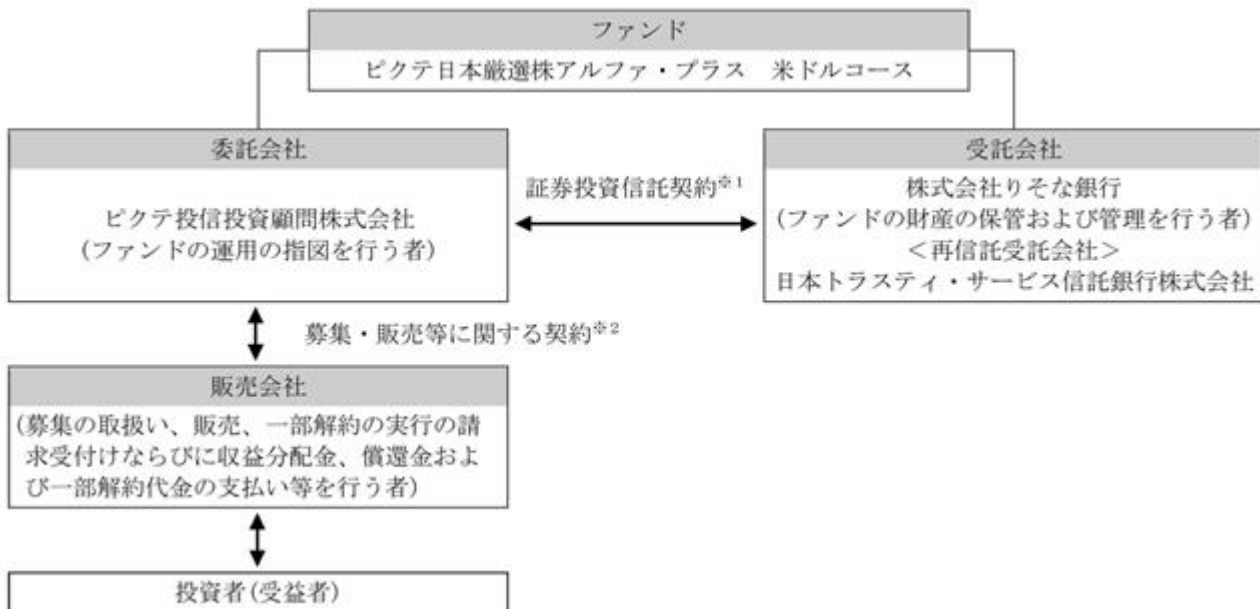 ファンド
ピクテ日本厳選株アルファ・プラス　米ドルコース
委託会社
ピクテ投信投資顧問株式会社
(ファンドの運用の指図を行う者)
証券投資信託契約※1
受託会社
株式会社りそな銀行
(ファンドの財産の保管および管理を行う者)
＜再信託受託会社＞
日本トラスティ・サービス信託銀行株式会社
募集・販売等に関する契約※2
販売会社
(募集の取扱い、販売、一部解約の実行の請
求受付けならびに収益分配金、償還金およ
び一部解約代金の支払い等を行う者)
投資者(受益者)